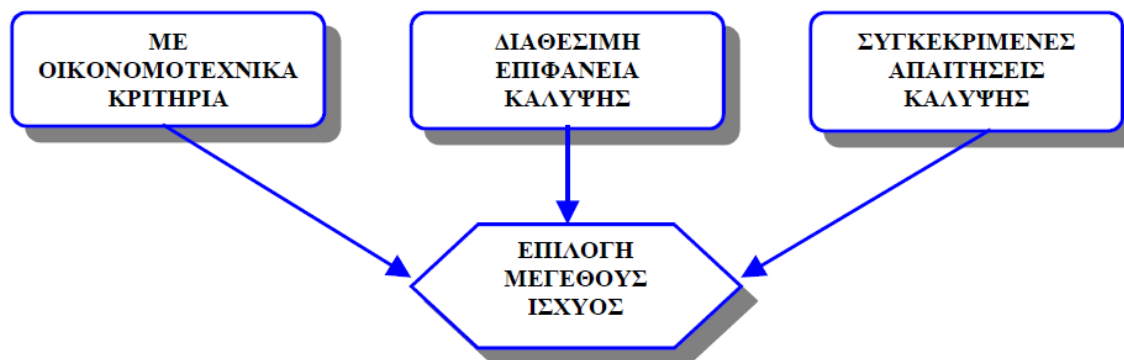 ΜΕ
ΟΙΚΟΝΟΜΟΤΕΧΝΙΚΑ
ΚΡΙΤΗΡΙΑ
ΔΙΑΘΕΣΙΜΗ
ΕΠΙΦΑΝΕΙΑ
ΚΑΛΥΨΗΣ
ΣΥΓΚΕΚΡΙΜΕΝΕΣ
ΑΠΑΙΤΗΣΕΙΣ
ΚΑΛΥΨΗΣ
ΕΠΙΛΟΓΗ
ΜΕΓΕΘΟΥΣ
ΙΣΧΥΟΣ